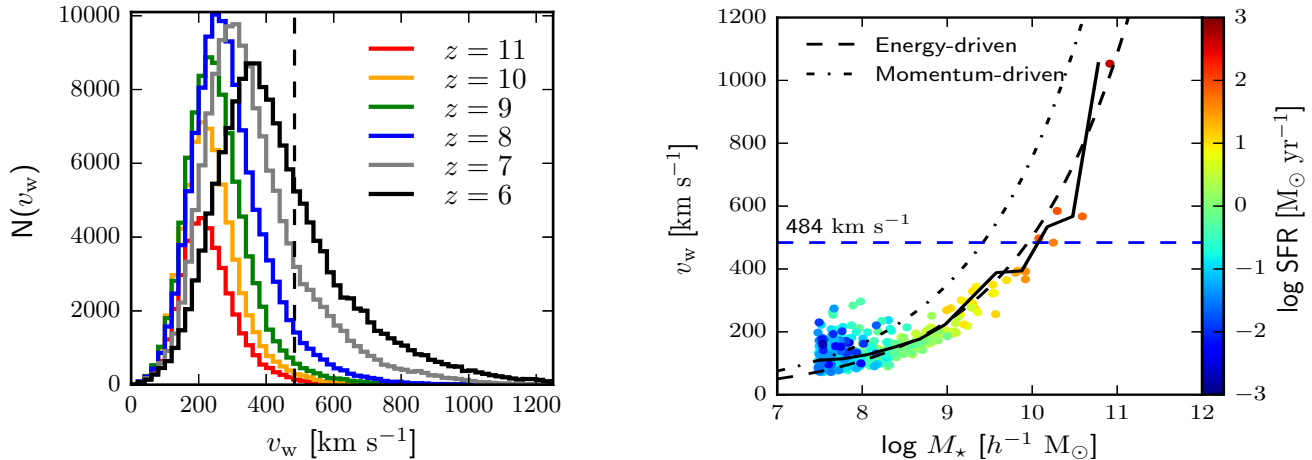 10000
8000
6000
4000
2000
0
N(v_w)
0 200 400 600 800 1000 1200
v_w [km s⁻¹]
z = 11
z = 10
z = 9
z = 8
z = 7
z = 6
1200
1000
800
600
400
200
0
v_w [km s⁻¹]
Energy-driven
Momentum-driven
484 km s⁻¹
7 8 9 10 11 12
log M⋆ [h⁻¹ M⊙]
3
2
1
0
−1
−2
−3
log SFR [M⊙ yr⁻¹]